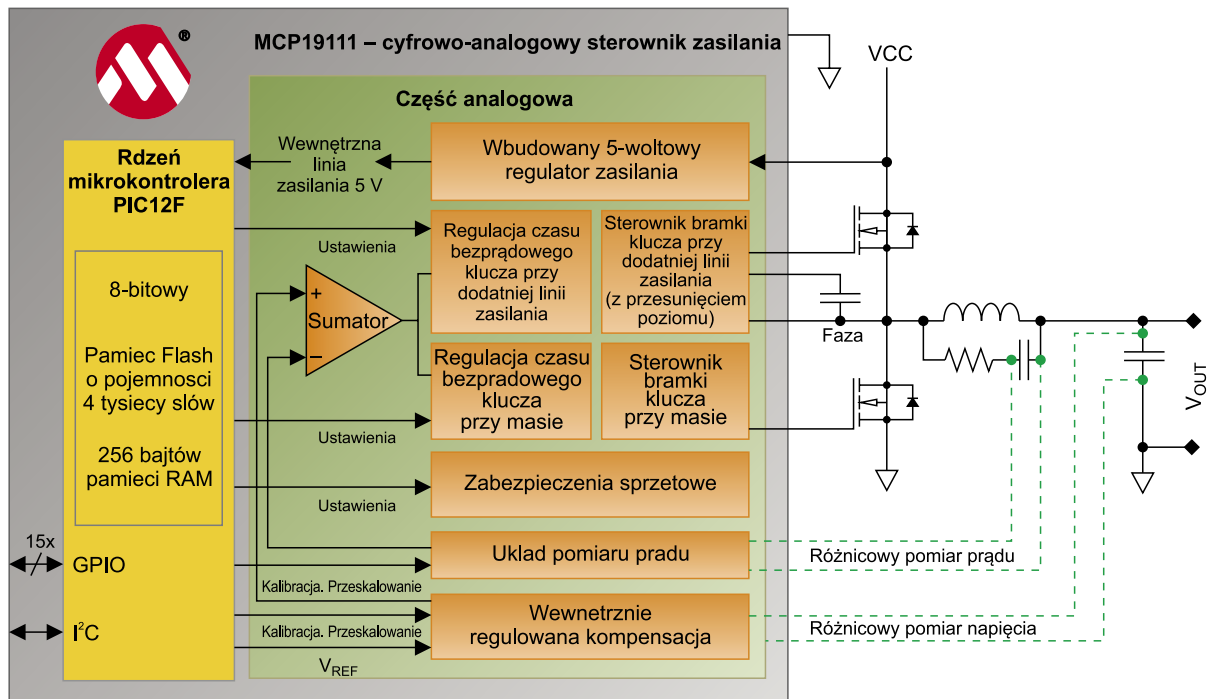 ®
MCP19111 – cyfrowo-analogowy sterownik zasilania
VCC
Część analogowa
Rdzeń
mikrokontrolera
PIC12F
8-bitowy
Pamiec Flash
o pojemnosci
4 tysiecy slów
256 bajtów
pamieci RAM
15x
GPIO
I²C
Wewnętrzna
linia
zasilania 5 V
Wbudowany 5-woltowy
regulator zasilania
Ustawienia
+
Sumator
–
Regulacja czasu
bezprądowego
klucza przy
dodatniej linii
zasilania
Sterownik bramki
klucza przy
dodatniej linii
zasilania
(z przesunięciem
poziomu)
Faza
Regulacja czasu
bezpradowego
klucza
przy masie
Sterownik
bramki
klucza
przy masie
Ustawienia
Zabezpieczenia sprzetowe
Ustawienia
Uklad pomiaru pradu
Kalibracja. Przeskalowanie
Wewnetrznie
regulowana kompensacja
Kalibracja. Przeskalowanie
VREF
Różnicowy pomiar prądu
Różnicowy pomiar napięcia
VOUT